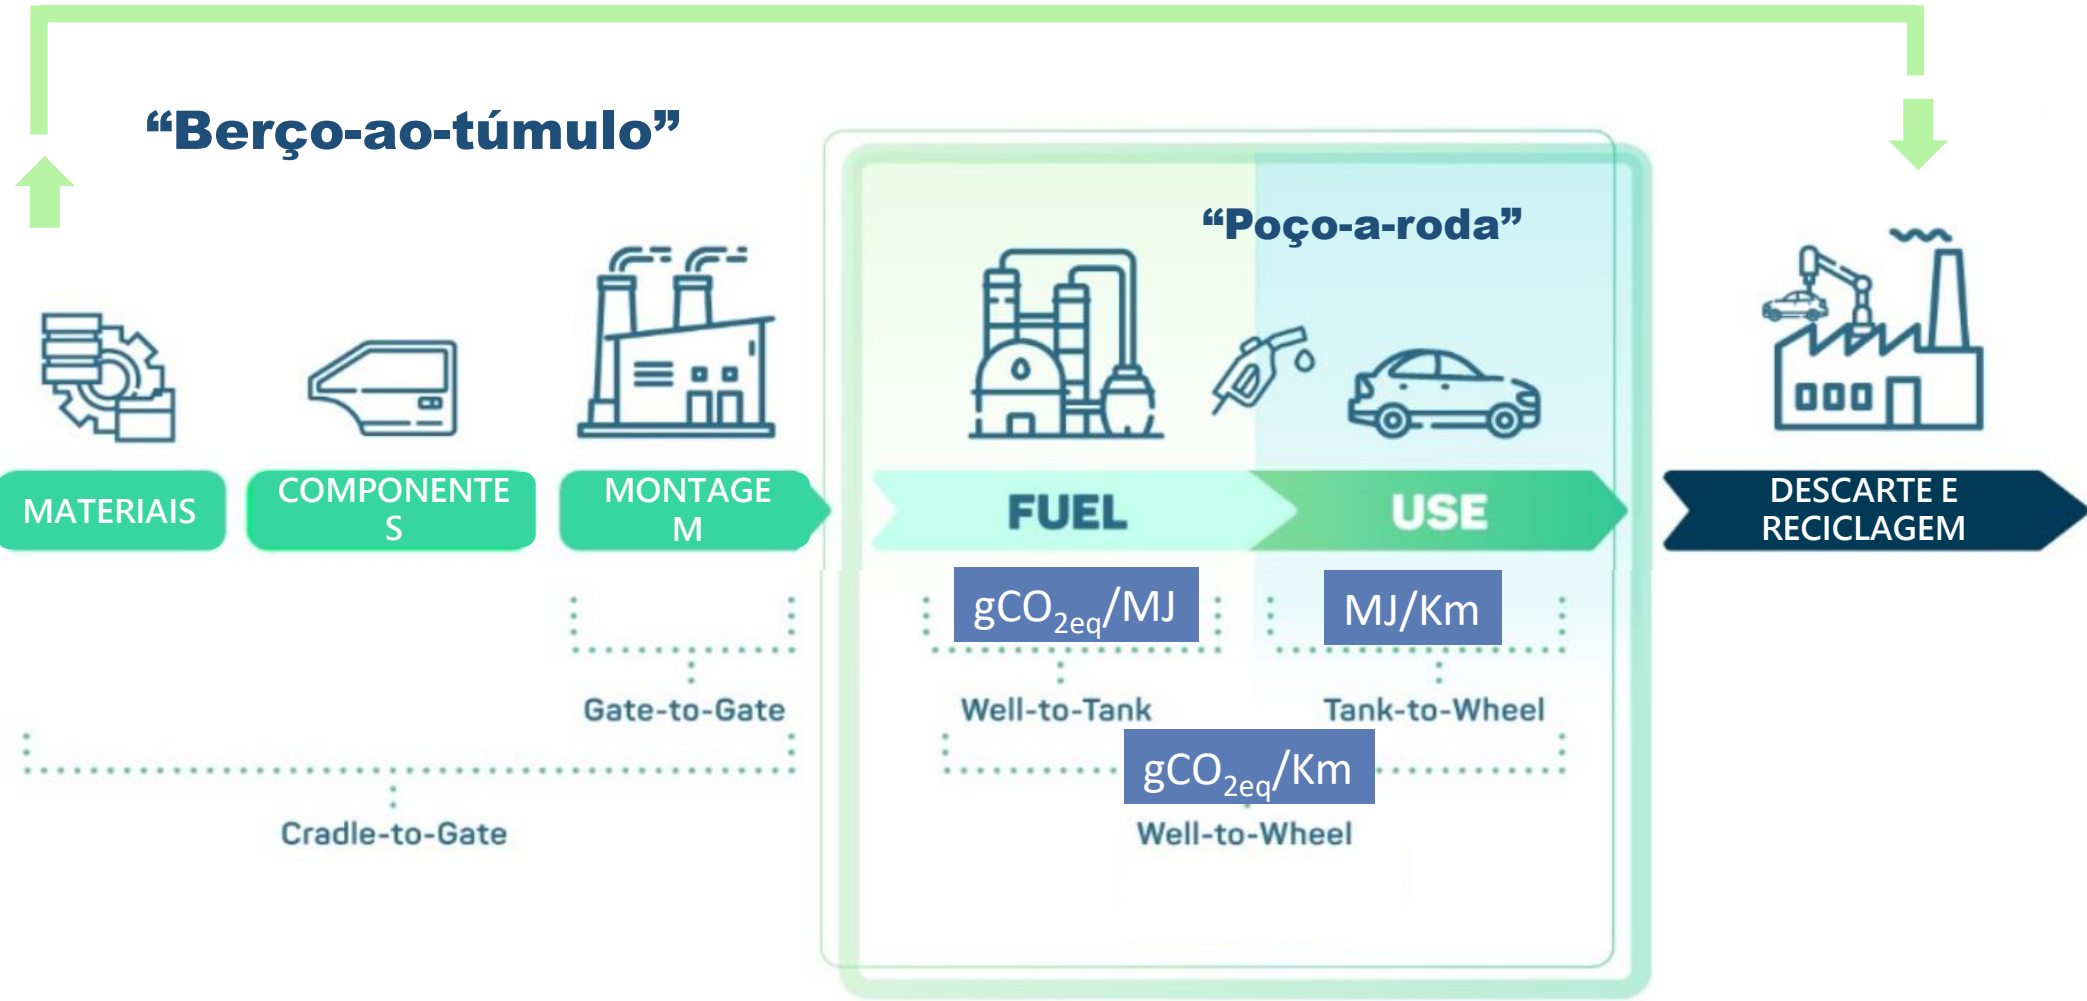 “Berço-ao-túmulo”
“Poço-a-roda”
MATERIAIS
COMPONENTE
S
MONTAGE
M
FUEL
USE
DESCARTE E
RECICLAGEM
gCO2eq/MJ
MJ/Km
Gate-to-Gate
Well-to-Tank
Tank-to-Wheel
gCO2eq/Km
Cradle-to-Gate
Well-to-Wheel